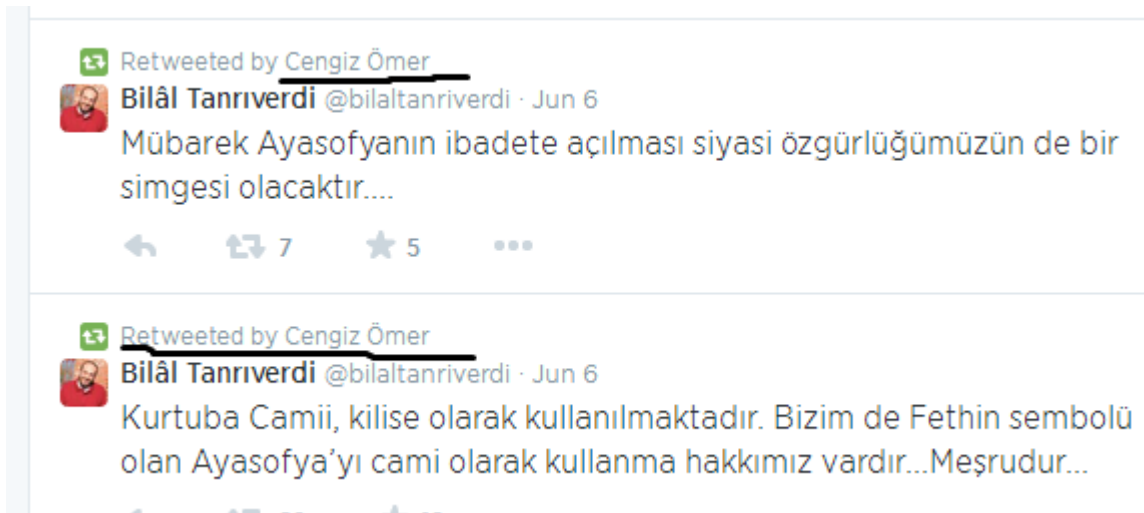 Retweeted by Cengiz Ömer
Bilâl Tanrıverdi @bilaltanriverdi · Jun 6
Mübarek Ayasofyanın ibadete açılması siyasi özgürlüğümüzün de bir
simgesi olacaktır....
7 5
Retweeted by Cengiz Ömer
Bilâl Tanrıverdi @bilaltanriverdi · Jun 6
Kurtuba Camii, kilise olarak kullanılmaktadır. Bizim de Fethin sembolü
olan Ayasofya’yı cami olarak kullanma hakkımız vardır...Meşrudur...